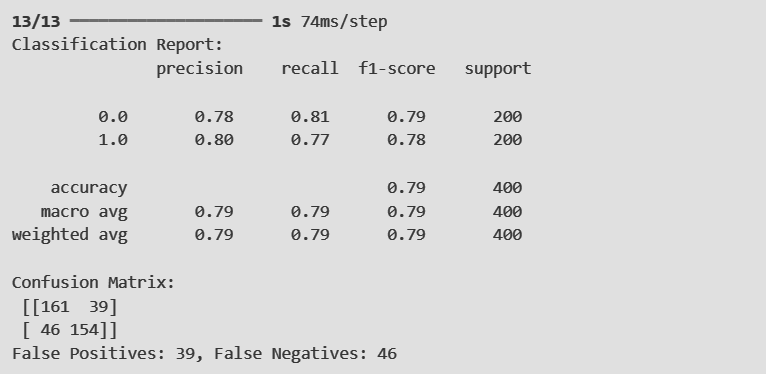 13/13 ━━━━━━━━━━━━━━━━━━━━ 1s 74ms/step
Classification Report:
               precision    recall  f1-score   support

         0.0       0.78      0.81      0.79       200
         1.0       0.80      0.77      0.78       200

    accuracy                           0.79       400
   macro avg       0.79      0.79      0.79       400
weighted avg       0.79      0.79      0.79       400

Confusion Matrix:
 [[161  39]
 [ 46 154]]
False Positives: 39, False Negatives: 46